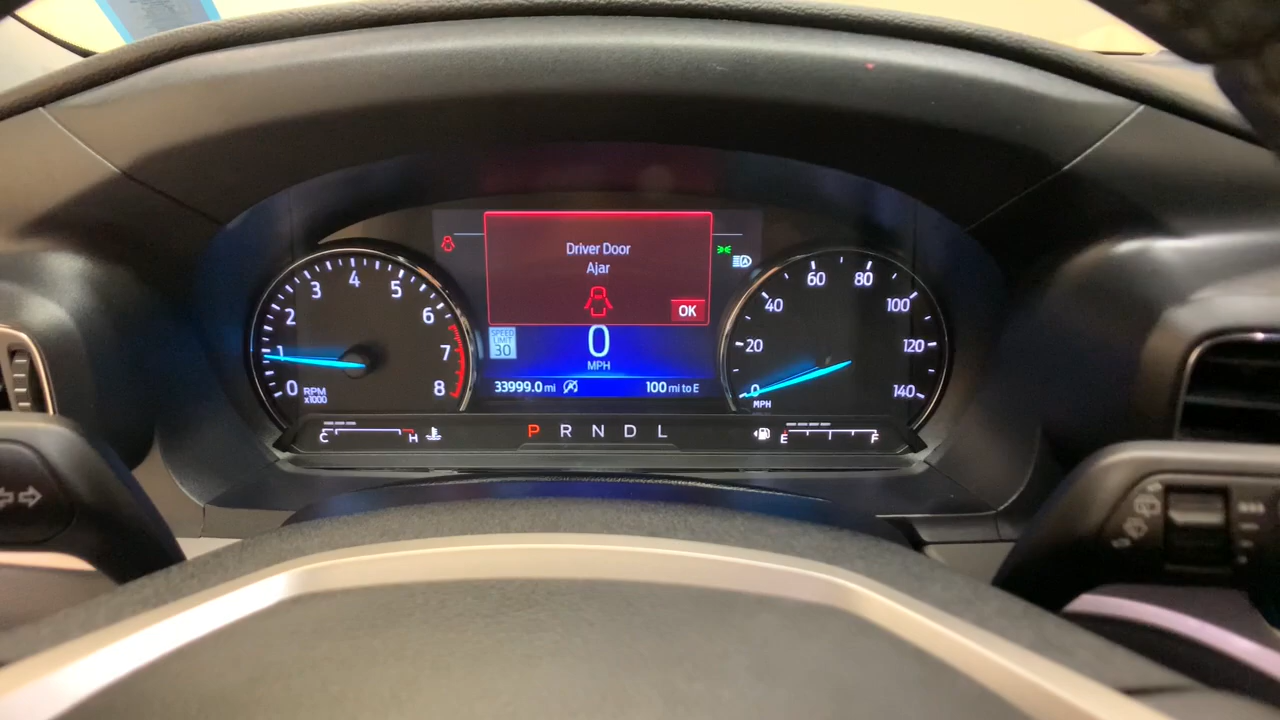 Driver Door
Ajar
OK
SPEED
LIMIT
30
0
MPH
33999.0 mi
100 mi to E
0
1
2
3
4
5
6
7
8
RPM
x1000
0
20
40
60
80
100
120
140
MPH
C
H
P R N D L
E
F